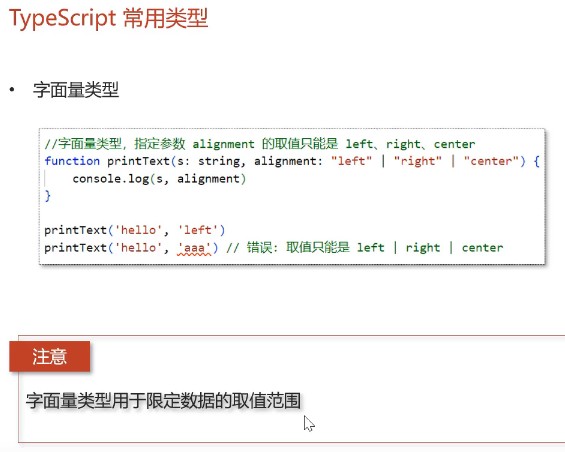 TypeScript 常用类型
• 字面量类型
//字面量类型，指定参数 alignment 的取值只能是 left、right、center
function printText(s: string, alignment: "left" | "right" | "center") {
    console.log(s, alignment)
}
printText('hello', 'left')
printText('hello', 'aaa') // 错误: 取值只能是 left | right | center
注意
字面量类型用于限定数据的取值范围